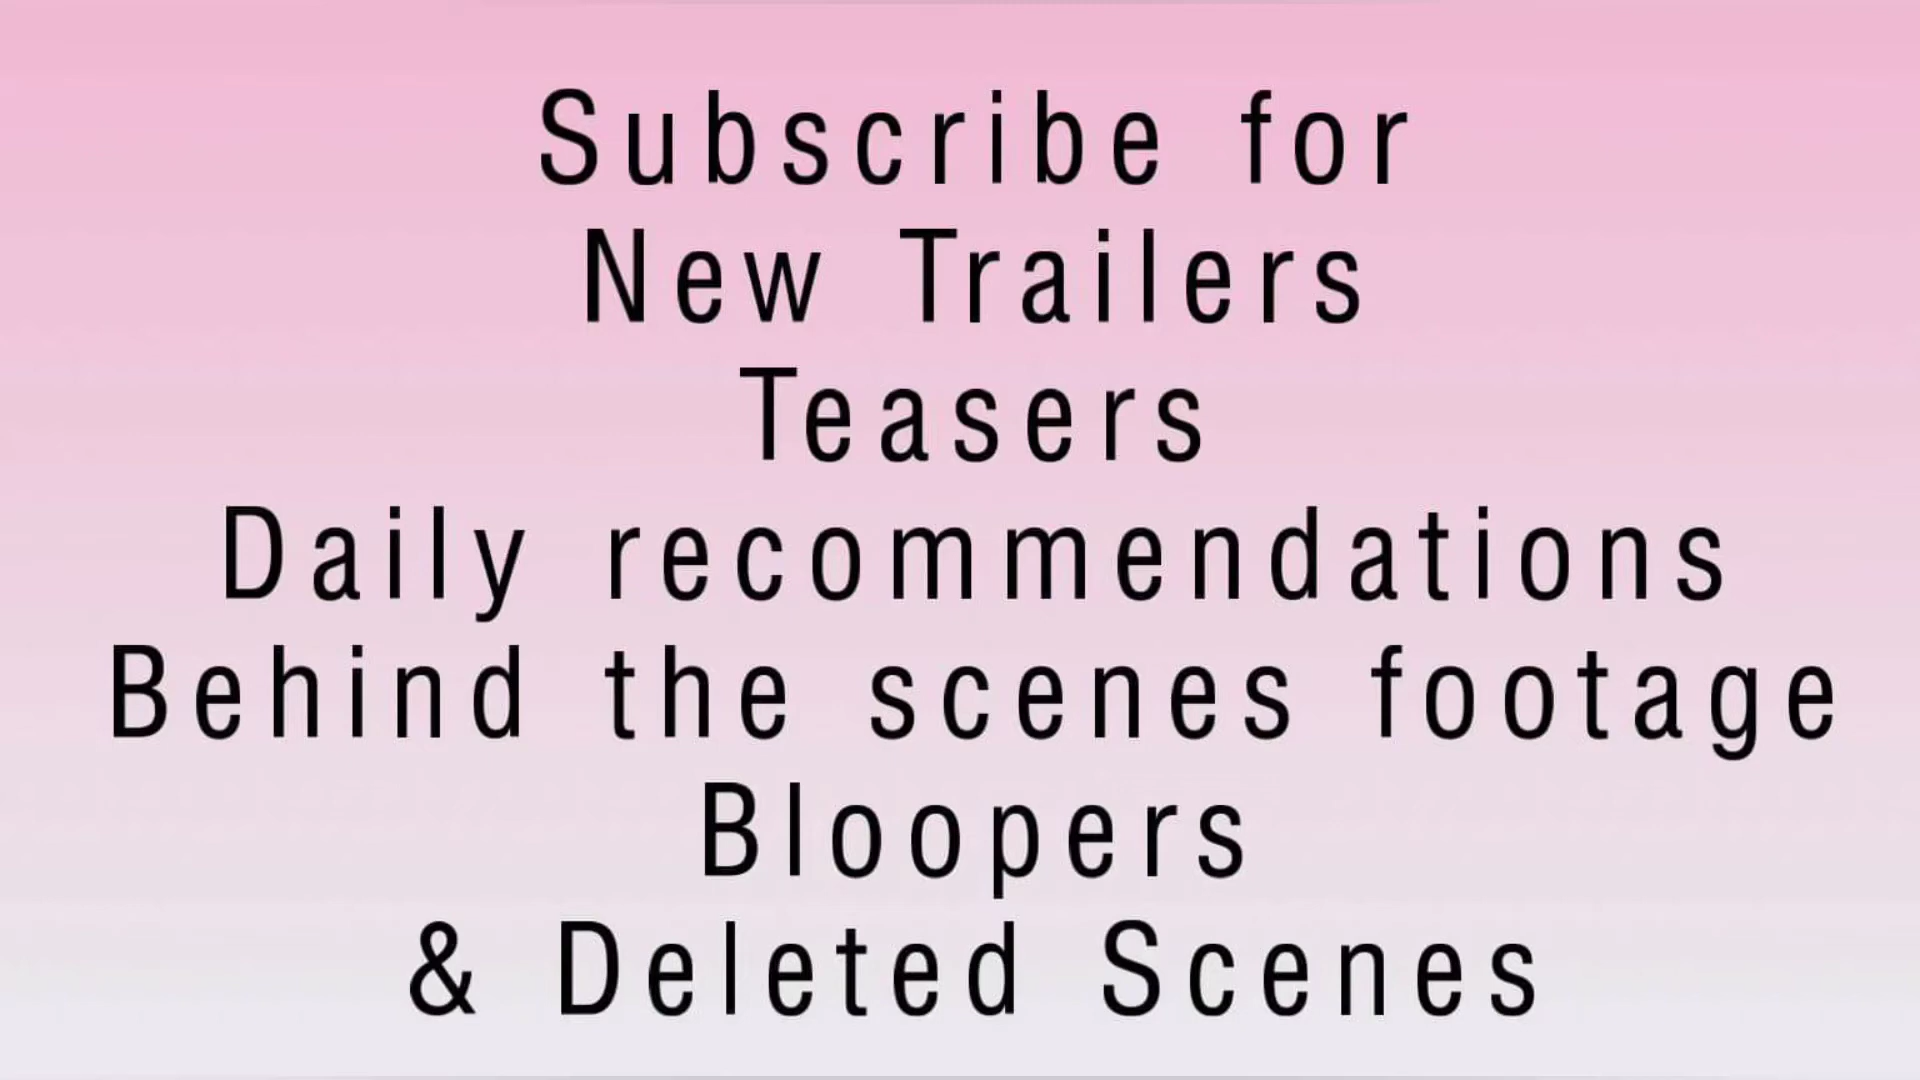 Subscribe for
New Trailers
Teasers
Daily recommendations
Behind the scenes footage
Bloopers
& Deleted Scenes